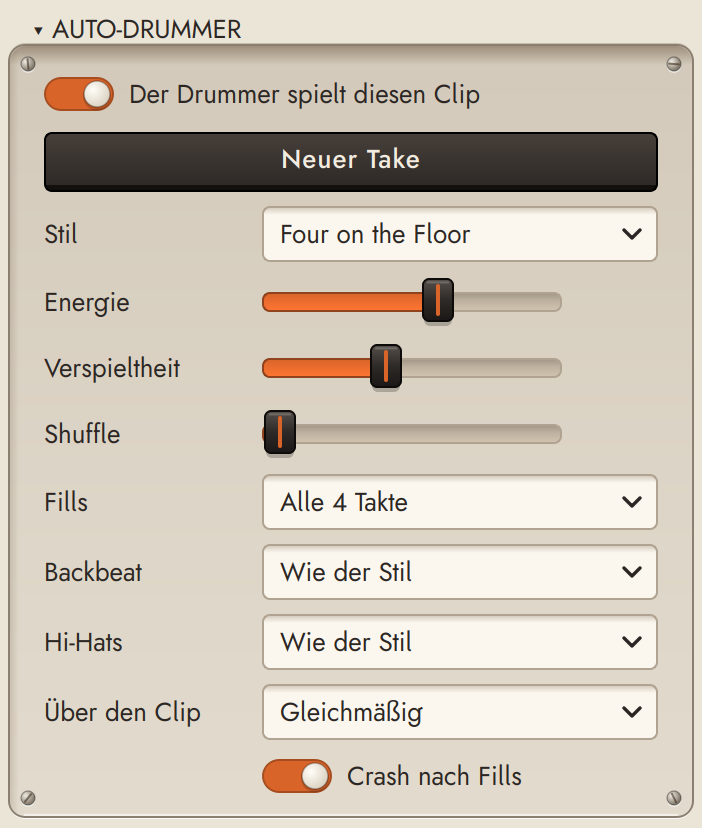 AUTO-DRUMMER
Der Drummer spielt diesen Clip
Neuer Take
Stil Four on the Floor
Energie
Verspieltheit
Shuffle
Fills Alle 4 Takte
Backbeat Wie der Stil
Hi-Hats Wie der Stil
Über den Clip Gleichmäßig
Crash nach Fills